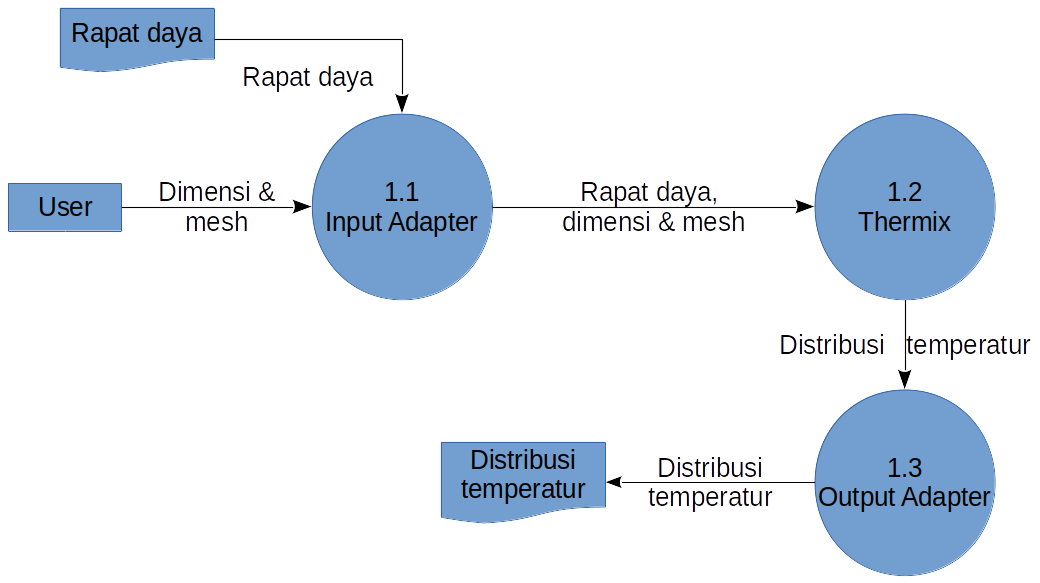 Rapat daya
Rapat daya
User
Dimensi &
mesh
1.1
Input Adapter
Rapat daya,
dimensi & mesh
1.2
Thermix
Distribusi temperatur
Distribusi
temperatur
Distribusi
temperatur
1.3
Output Adapter